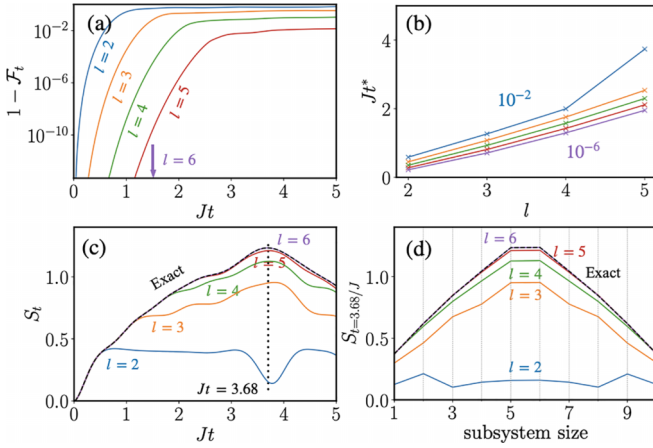 (a)
1 − 𝓕ₜ
10⁻²
10⁻⁶
10⁻¹⁰
l = 2
l = 3
l = 4
l = 5
l = 6
0 1 2 3 4 5
Jt
(b)
Jt*
4
2
0
10⁻²
10⁻⁶
2 3 4 5
l
(c)
Sₜ
1.0
0.5
0.0
Exact
l = 6
l = 5
l = 4
l = 3
l = 2
Jt = 3.68
0 1 2 3 4 5
Jt
(d)
Sₜ₌₃.₆₈/J
1.0
0.5
0.0
l = 6
l = 5
Exact
l = 4
l = 3
l = 2
1 3 5 7 9
subsystem size